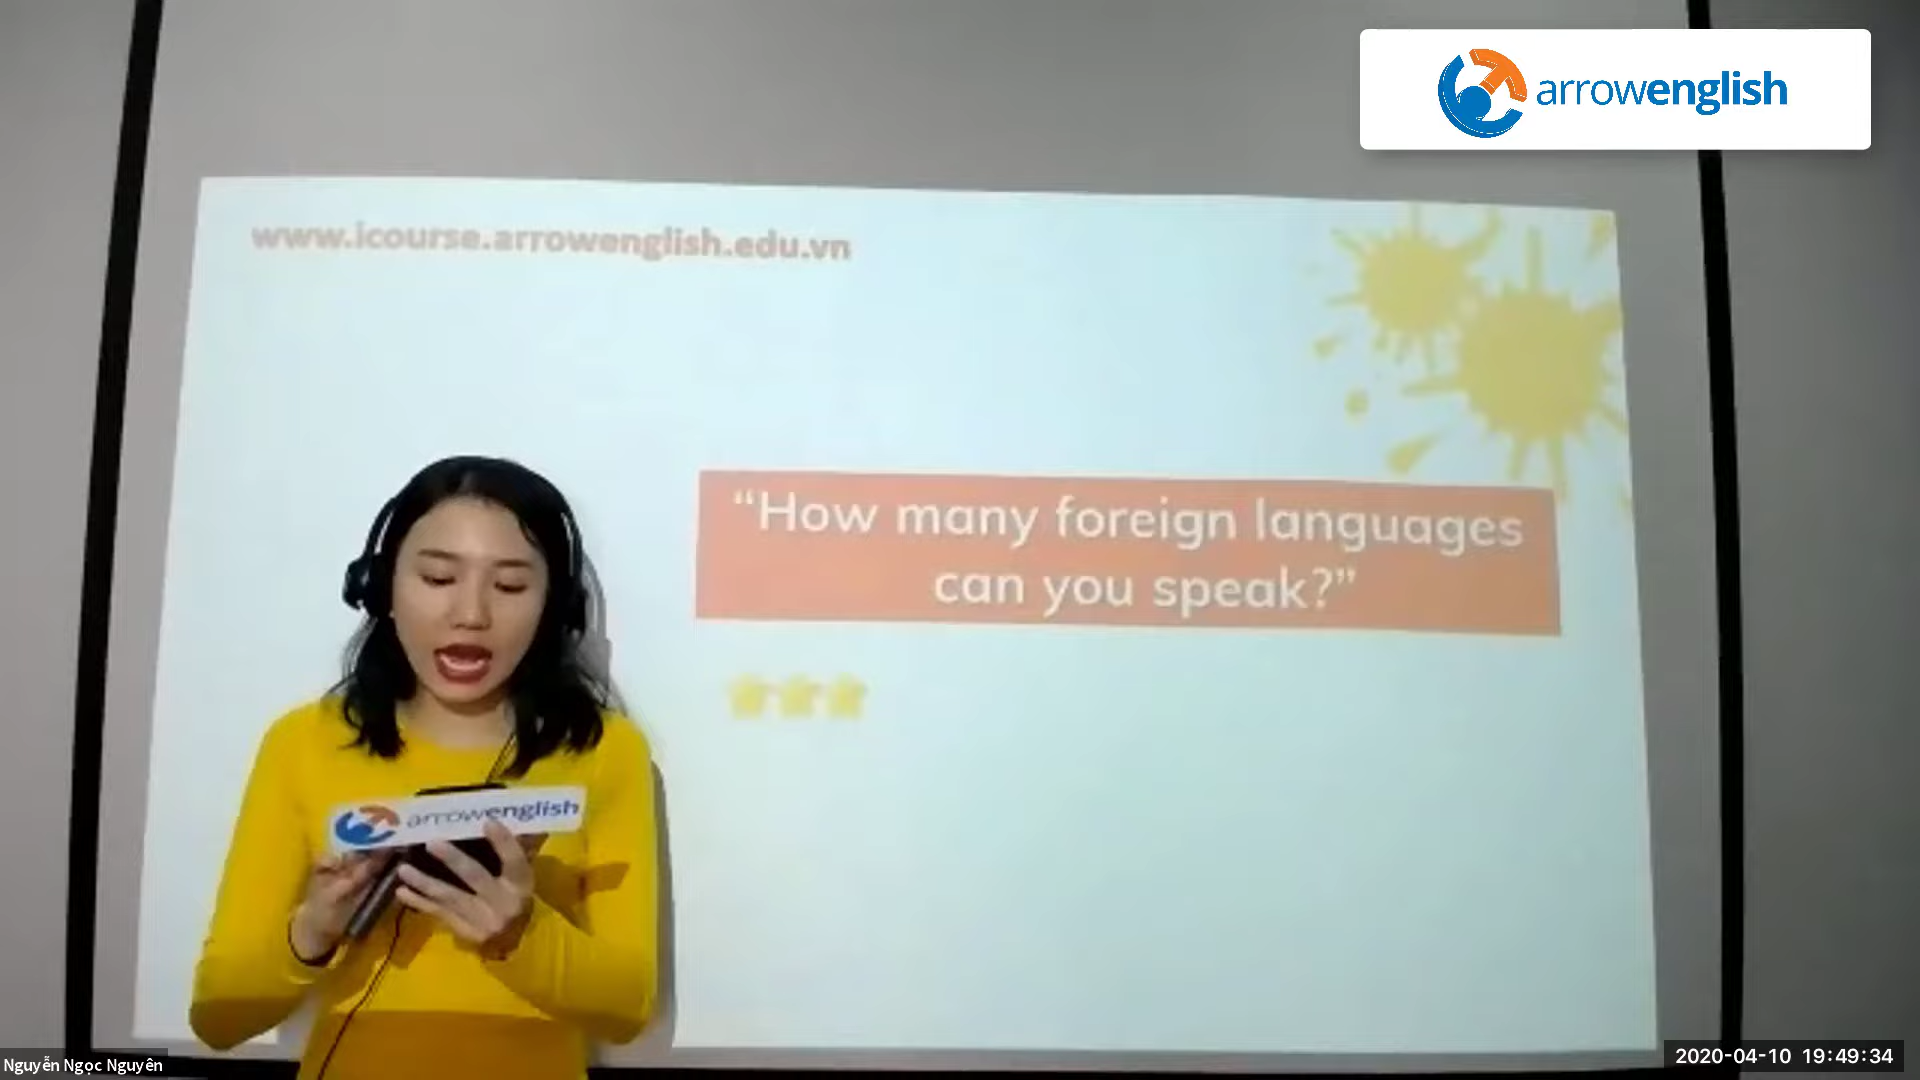 arrowenglish
www.icourse.arrowenglish.edu.vn
“How many foreign languages
can you speak?”
arrowenglish
Nguyễn Ngọc Nguyên
2020-04-10 19:49:34